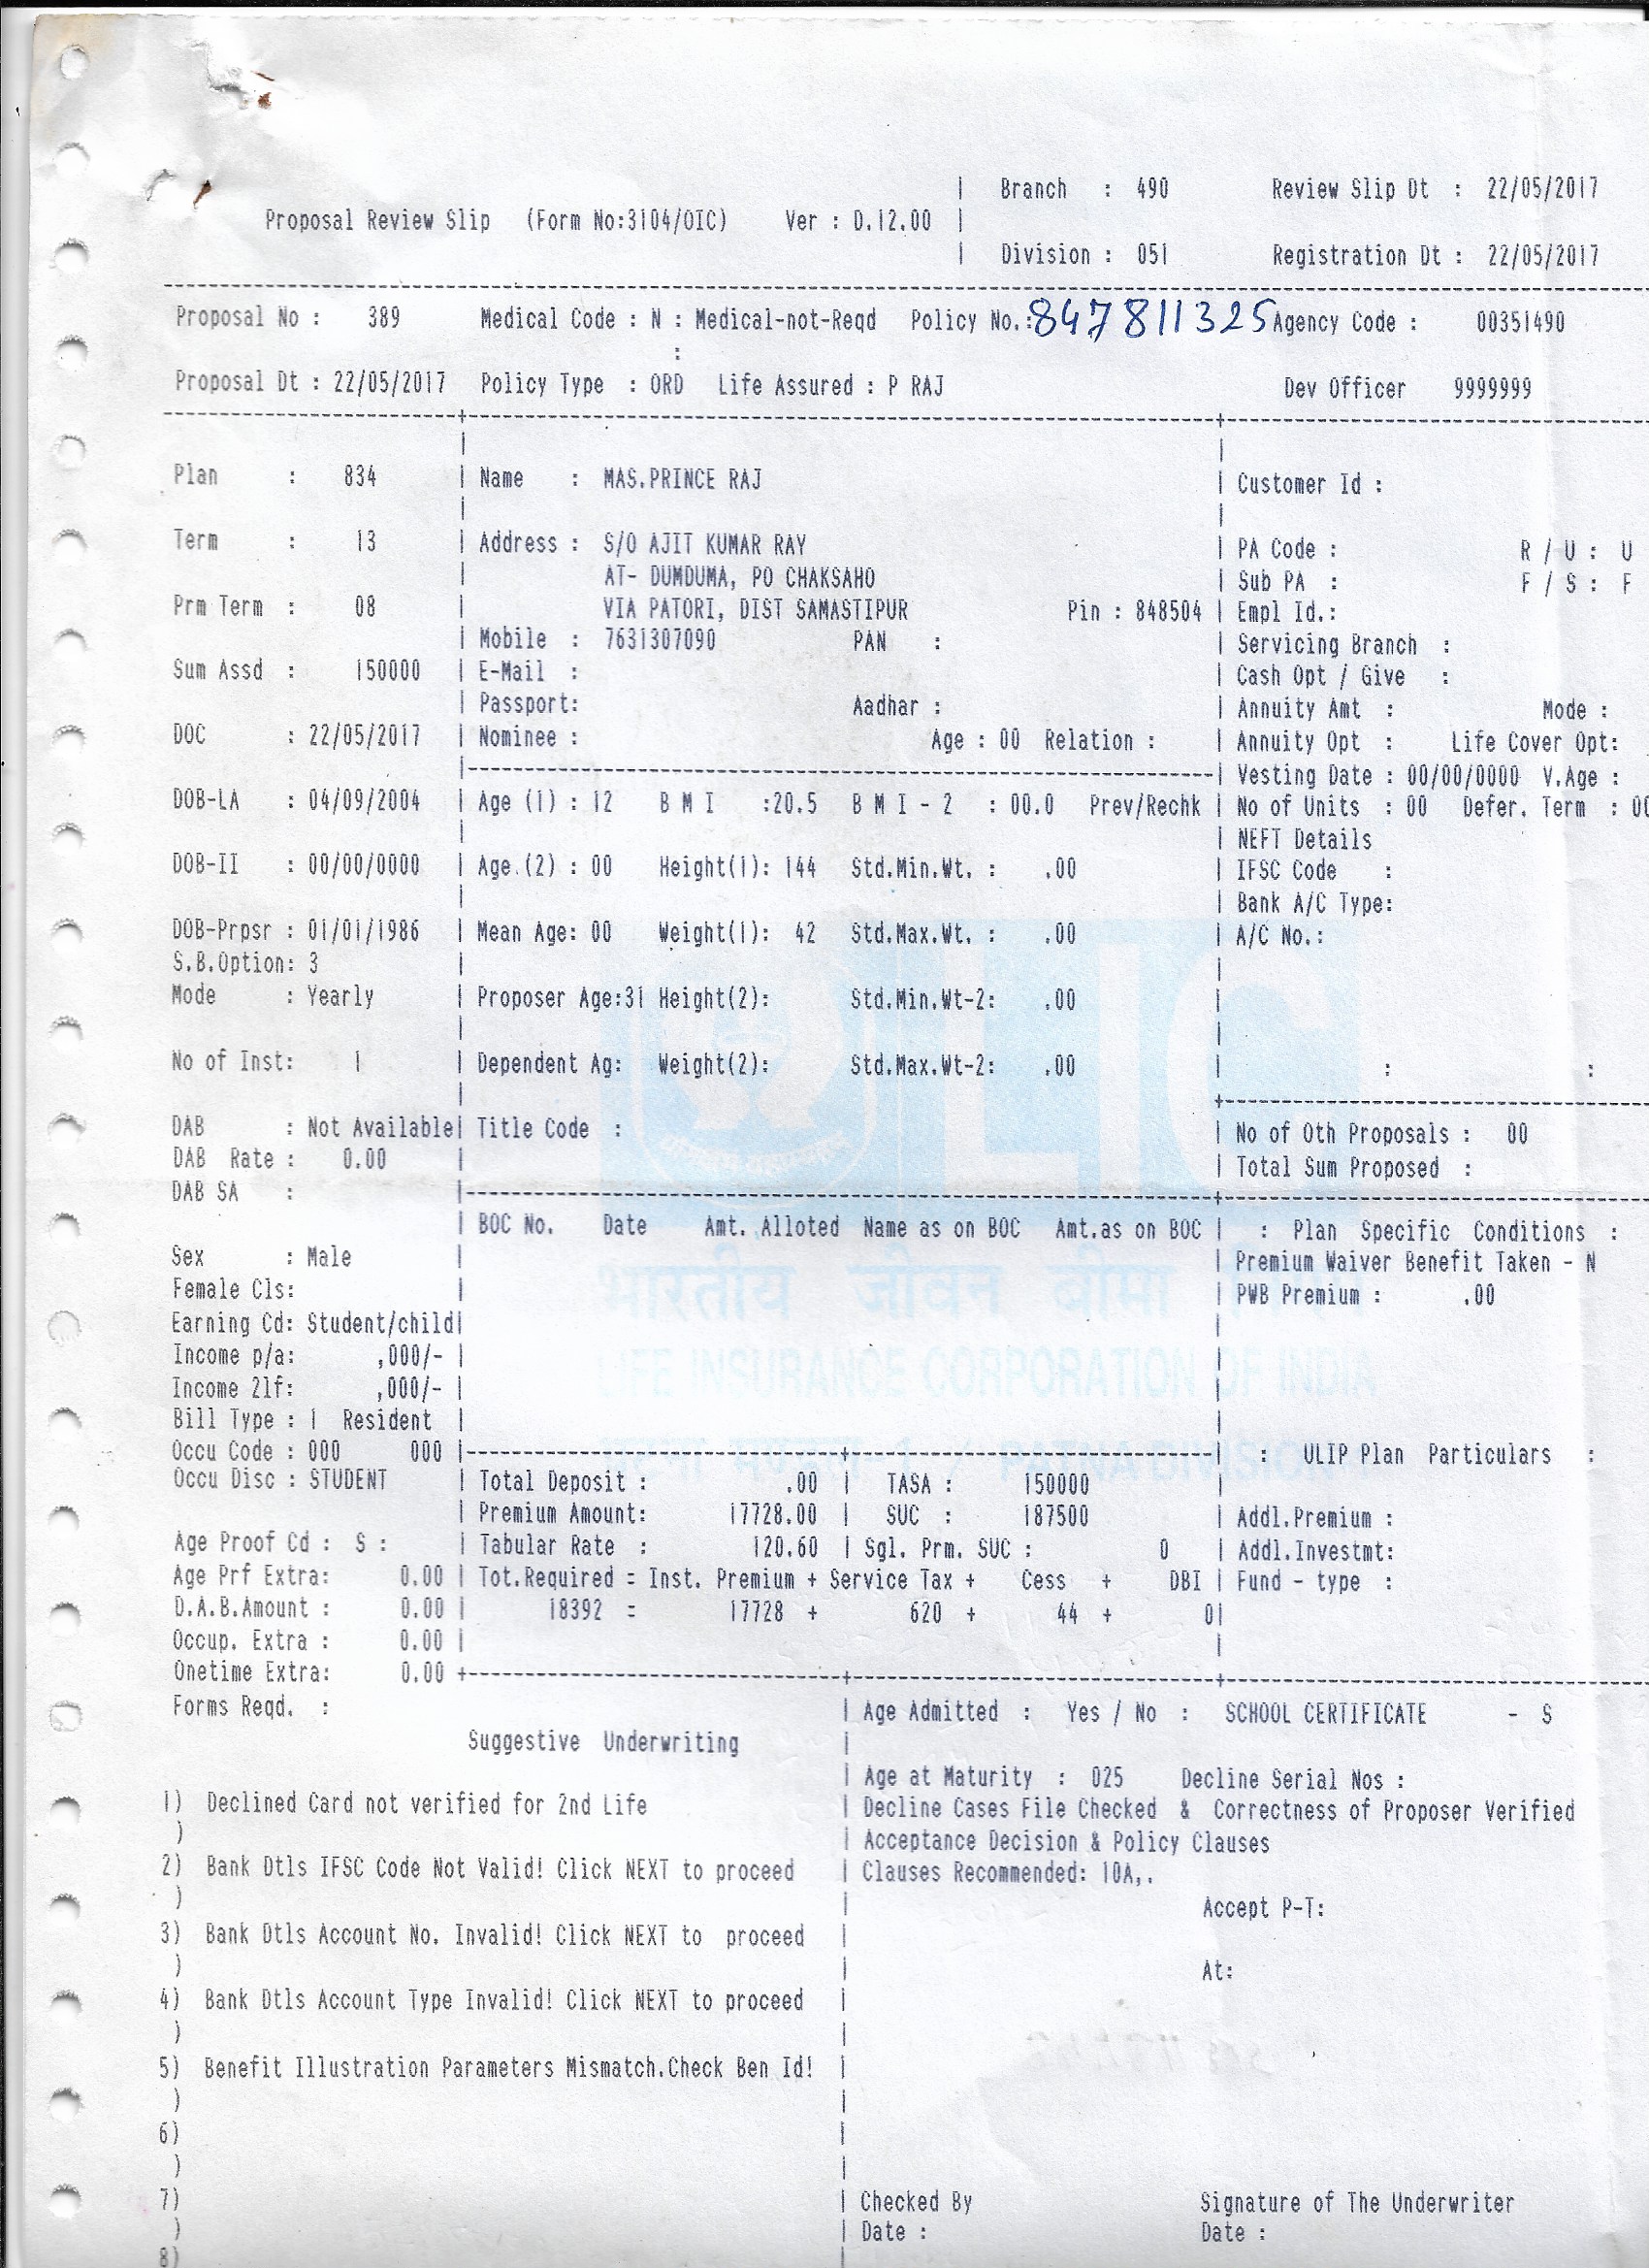 | Branch : 490 Review Slip Dt : 22/05/2017
Proposal Review Slip (Form No:3104/OTC) Ver : D.12.00 |
| Division : 051 Registration Dt : 22/05/2017
Proposal No : 389 Medical Code : N : Medical-not-Reqd Policy No.: 847811325 Agency Code : 00351490
:
Proposal Dt : 22/05/2017 Policy Type : ORD Life Assured : P RAJ Dev Officer 9999999
Plan : 834 | Name : MAS.PRINCE RAJ | Customer Id :
Term : 13 | Address : S/O AJIT KUMAR RAY | PA Code : R / U : U
| AT- DUMDUMA, PO CHAKSAHO | Sub PA : F / S : F
Prm Term : 08 | VIA PATORI, DIST SAMASTIPUR Pin : 848504 | Empl Id.:
| Mobile : 7631307090 PAN : | Servicing Branch :
Sum Assd : 150000 | E-Mail : | Cash Opt / Give :
| Passport: Aadhar : | Annuity Amt : Mode :
DOC : 22/05/2017 | Nominee : Age : 00 Relation : | Annuity Opt : Life Cover Opt:
| Vesting Date : 00/00/0000 V.Age :
DOB-LA : 04/09/2004 | Age (1) : 12 B M I :20.5 B M I - 2 : 00.0 Prev/Rechk | No of Units : 00 Defer. Term : 00
| NEFT Details
DOB-II : 00/00/0000 | Age.(2) : 00 Height(1): 144 Std.Min.Wt. : .00 | IFSC Code :
| Bank A/C Type:
DOB-Prpsr : 01/01/1986 | Mean Age: 00 Weight(1): 42 Std.Max.Wt. : .00 | A/C No.:
S.B.Option: 3
Mode : Yearly | Proposer Age:31 Height(2): Std.Min.Wt-2: .00 |
No of Inst: 1 | Dependent Ag: Weight(2): Std.Max.Wt-2: .00 | : :
LIC
DAB : Not Available| Title Code : | No of Oth Proposals : 00
DAB Rate : 0.00 | | Total Sum Proposed :
DAB SA :
| BOC No. Date Amt. Alloted Name as on BOC Amt.as on BOC | : Plan Specific Conditions :
Sex : Male | | Premium Waiver Benefit Taken - N
Female Cls: | | PWB Premium : .00
भारतीय जीवन बीमा
Earning Cd: Student/child|
Income p/a: ,000/- |
LIFE INSURANCE CORPORATION OF INDIA
Income 2lf: ,000/- |
Bill Type : 1 Resident |
Occu Code : 000 000 | : ULIP Plan Particulars :
PATNA DIVISION
Occu Disc : STUDENT | Total Deposit : .00 | TASA : 150000 |
| Premium Amount: 17728.00 | SUC : 187500 | Addl.Premium :
Age Proof Cd : S : | Tabular Rate : 120.60 | Sgl. Prm. SUC : 0 | Addl.Investmt:
Age Prf Extra: 0.00 | Tot.Required = Inst. Premium + Service Tax + Cess + DBI | Fund - type :
D.A.B.Amount : 0.00 | 18392 = 17728 + 620 + 44 + 0|
Occup. Extra : 0.00 |
Onetime Extra: 0.00
Forms Reqd. : | Age Admitted : Yes / No : SCHOOL CERTIFICATE - S
Suggestive Underwriting |
| Age at Maturity : 025 Decline Serial Nos :
1) Declined Card not verified for 2nd Life | Decline Cases File Checked & Correctness of Proposer Verified
) | Acceptance Decision & Policy Clauses
2) Bank Dtls IFSC Code Not Valid! Click NEXT to proceed | Clauses Recommended: 10A,.
) | Accept P-T:
3) Bank Dtls Account No. Invalid! Click NEXT to proceed |
) | At:
4) Bank Dtls Account Type Invalid! Click NEXT to proceed |
) |
5) Benefit Illustration Parameters Mismatch.Check Ben Id! |
) |
6) |
) |
7) | Checked By Signature of The Underwriter
) | Date : Date :
8)